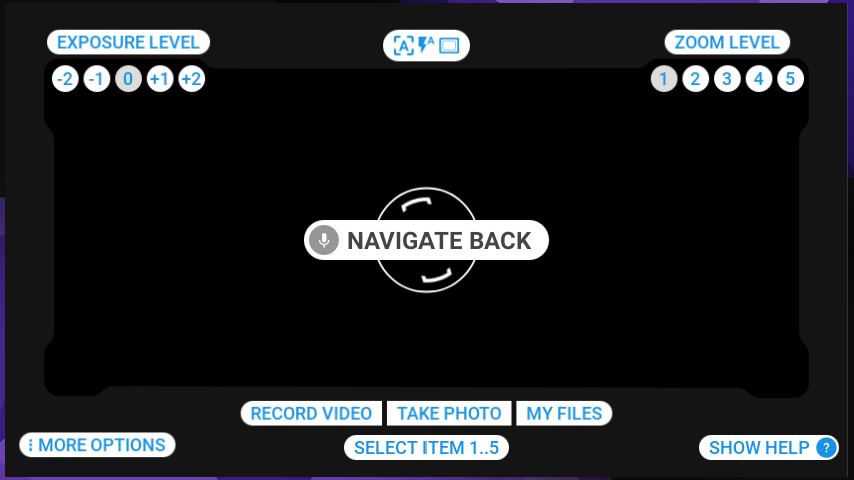 EXPOSURE LEVEL
A A
ZOOM LEVEL
-2 -1 0 +1 +2
1 2 3 4 5
NAVIGATE BACK
RECORD VIDEO TAKE PHOTO MY FILES
MORE OPTIONS
SELECT ITEM 1..5
SHOW HELP ?